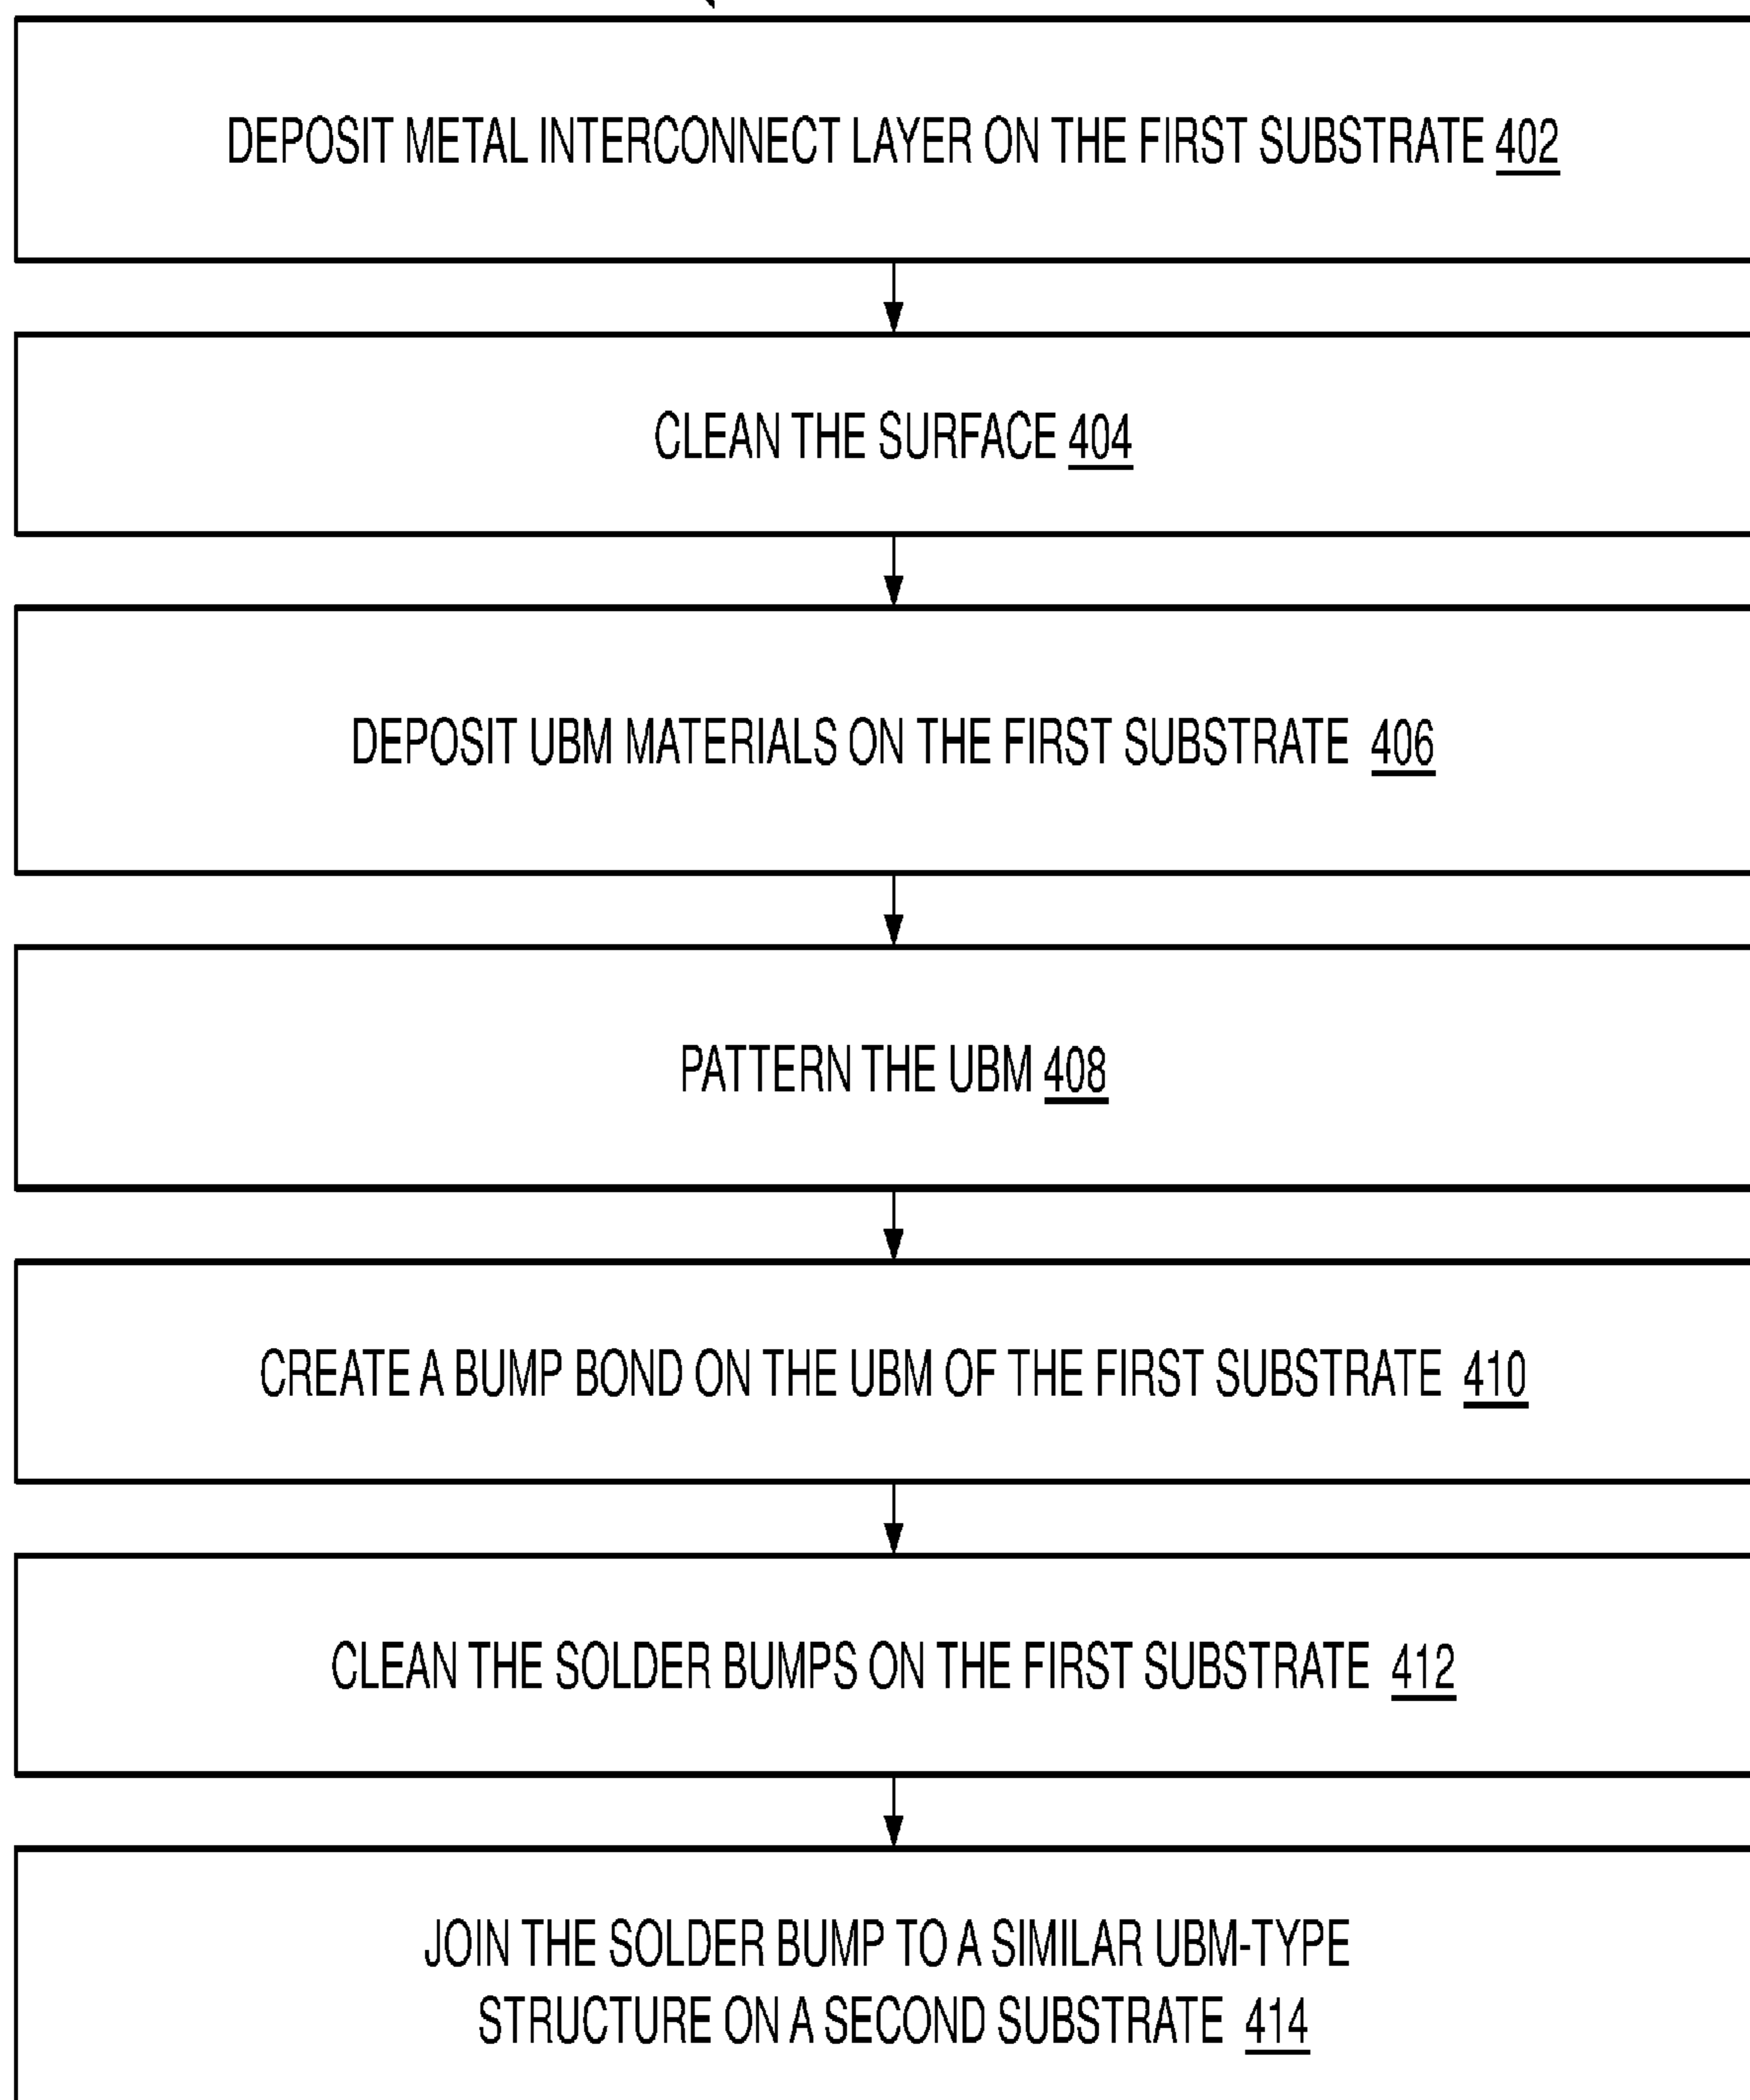 DEPOSIT METAL INTERCONNECT LAYER ON THE FIRST SUBSTRATE 402
CLEAN THE SURFACE 404
DEPOSIT UBM MATERIALS ON THE FIRST SUBSTRATE 406
PATTERN THE UBM 408
CREATE A BUMP BOND ON THE UBM OF THE FIRST SUBSTRATE 410
CLEAN THE SOLDER BUMPS ON THE FIRST SUBSTRATE 412
JOIN THE SOLDER BUMP TO A SIMILAR UBM-TYPE
STRUCTURE ON A SECOND SUBSTRATE 414